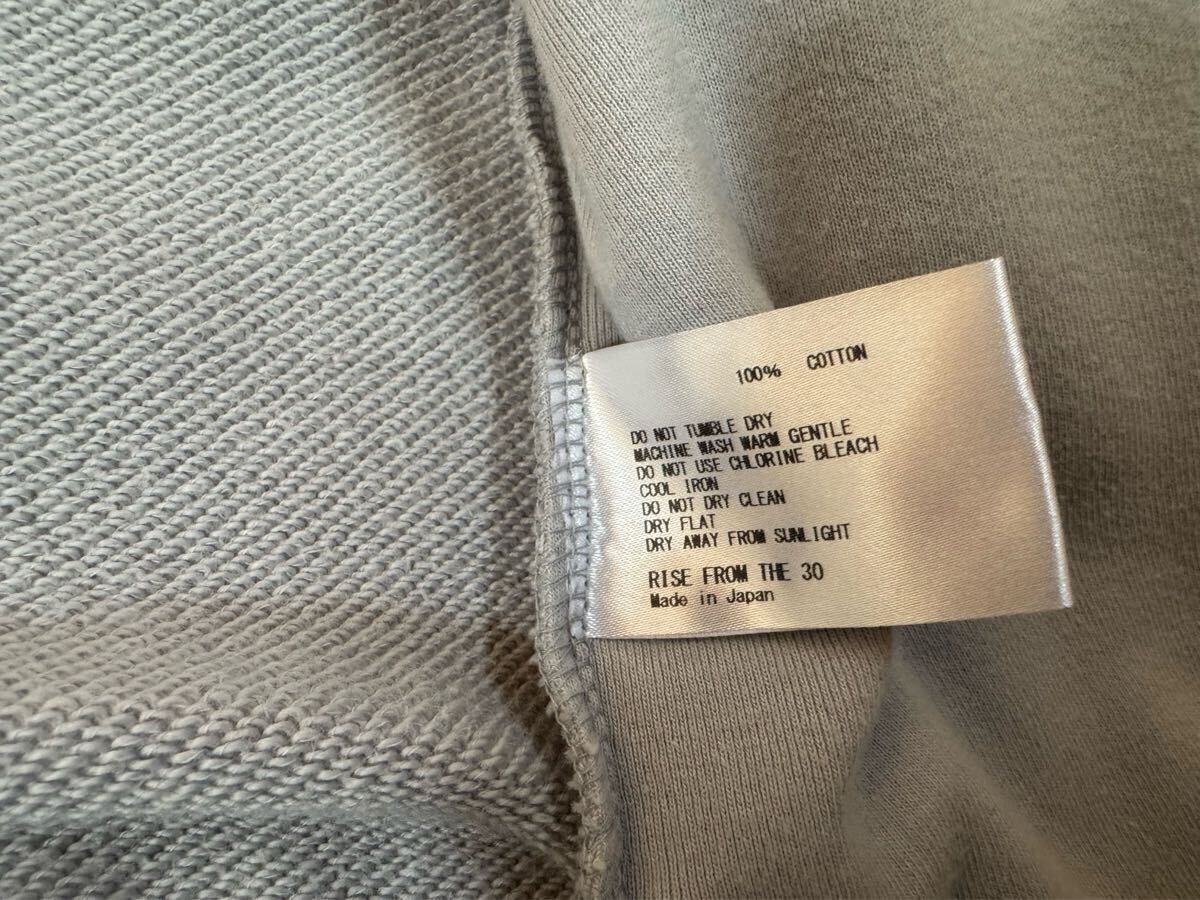 100% COTTON
DO NOT TUMBLE DRY
MACHINE WASH WARM GENTLE
DO NOT USE CHLORINE BLEACH
COOL IRON
DO NOT DRY CLEAN
DRY FLAT
DRY AWAY FROM SUNLIGHT
RISE FROM THE 30
Made in Japan